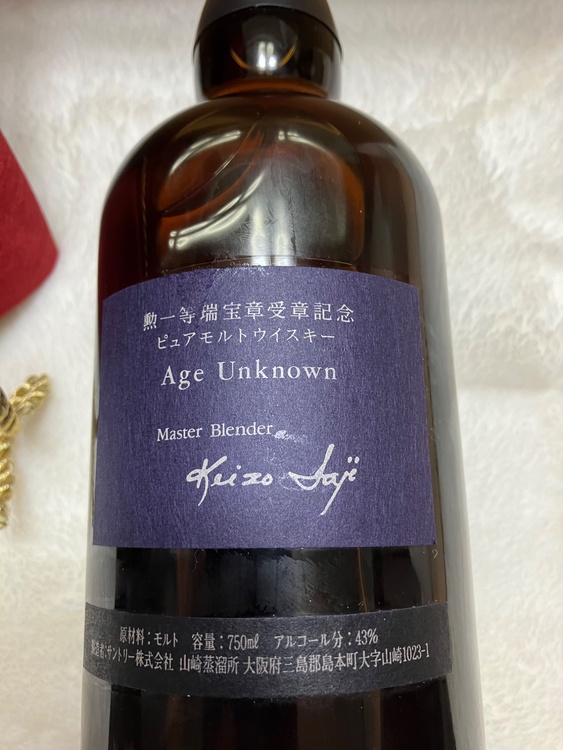 勲一等瑞宝章受章記念
ピュアモルトウイスキー
Age Unknown
Master Blender
Keizo Saji
原材料：モルト 容量：750㎖ アルコール分：43%
製造者：サントリー株式会社 山崎蒸溜所 大阪府三島郡島本町大字山崎1023-1